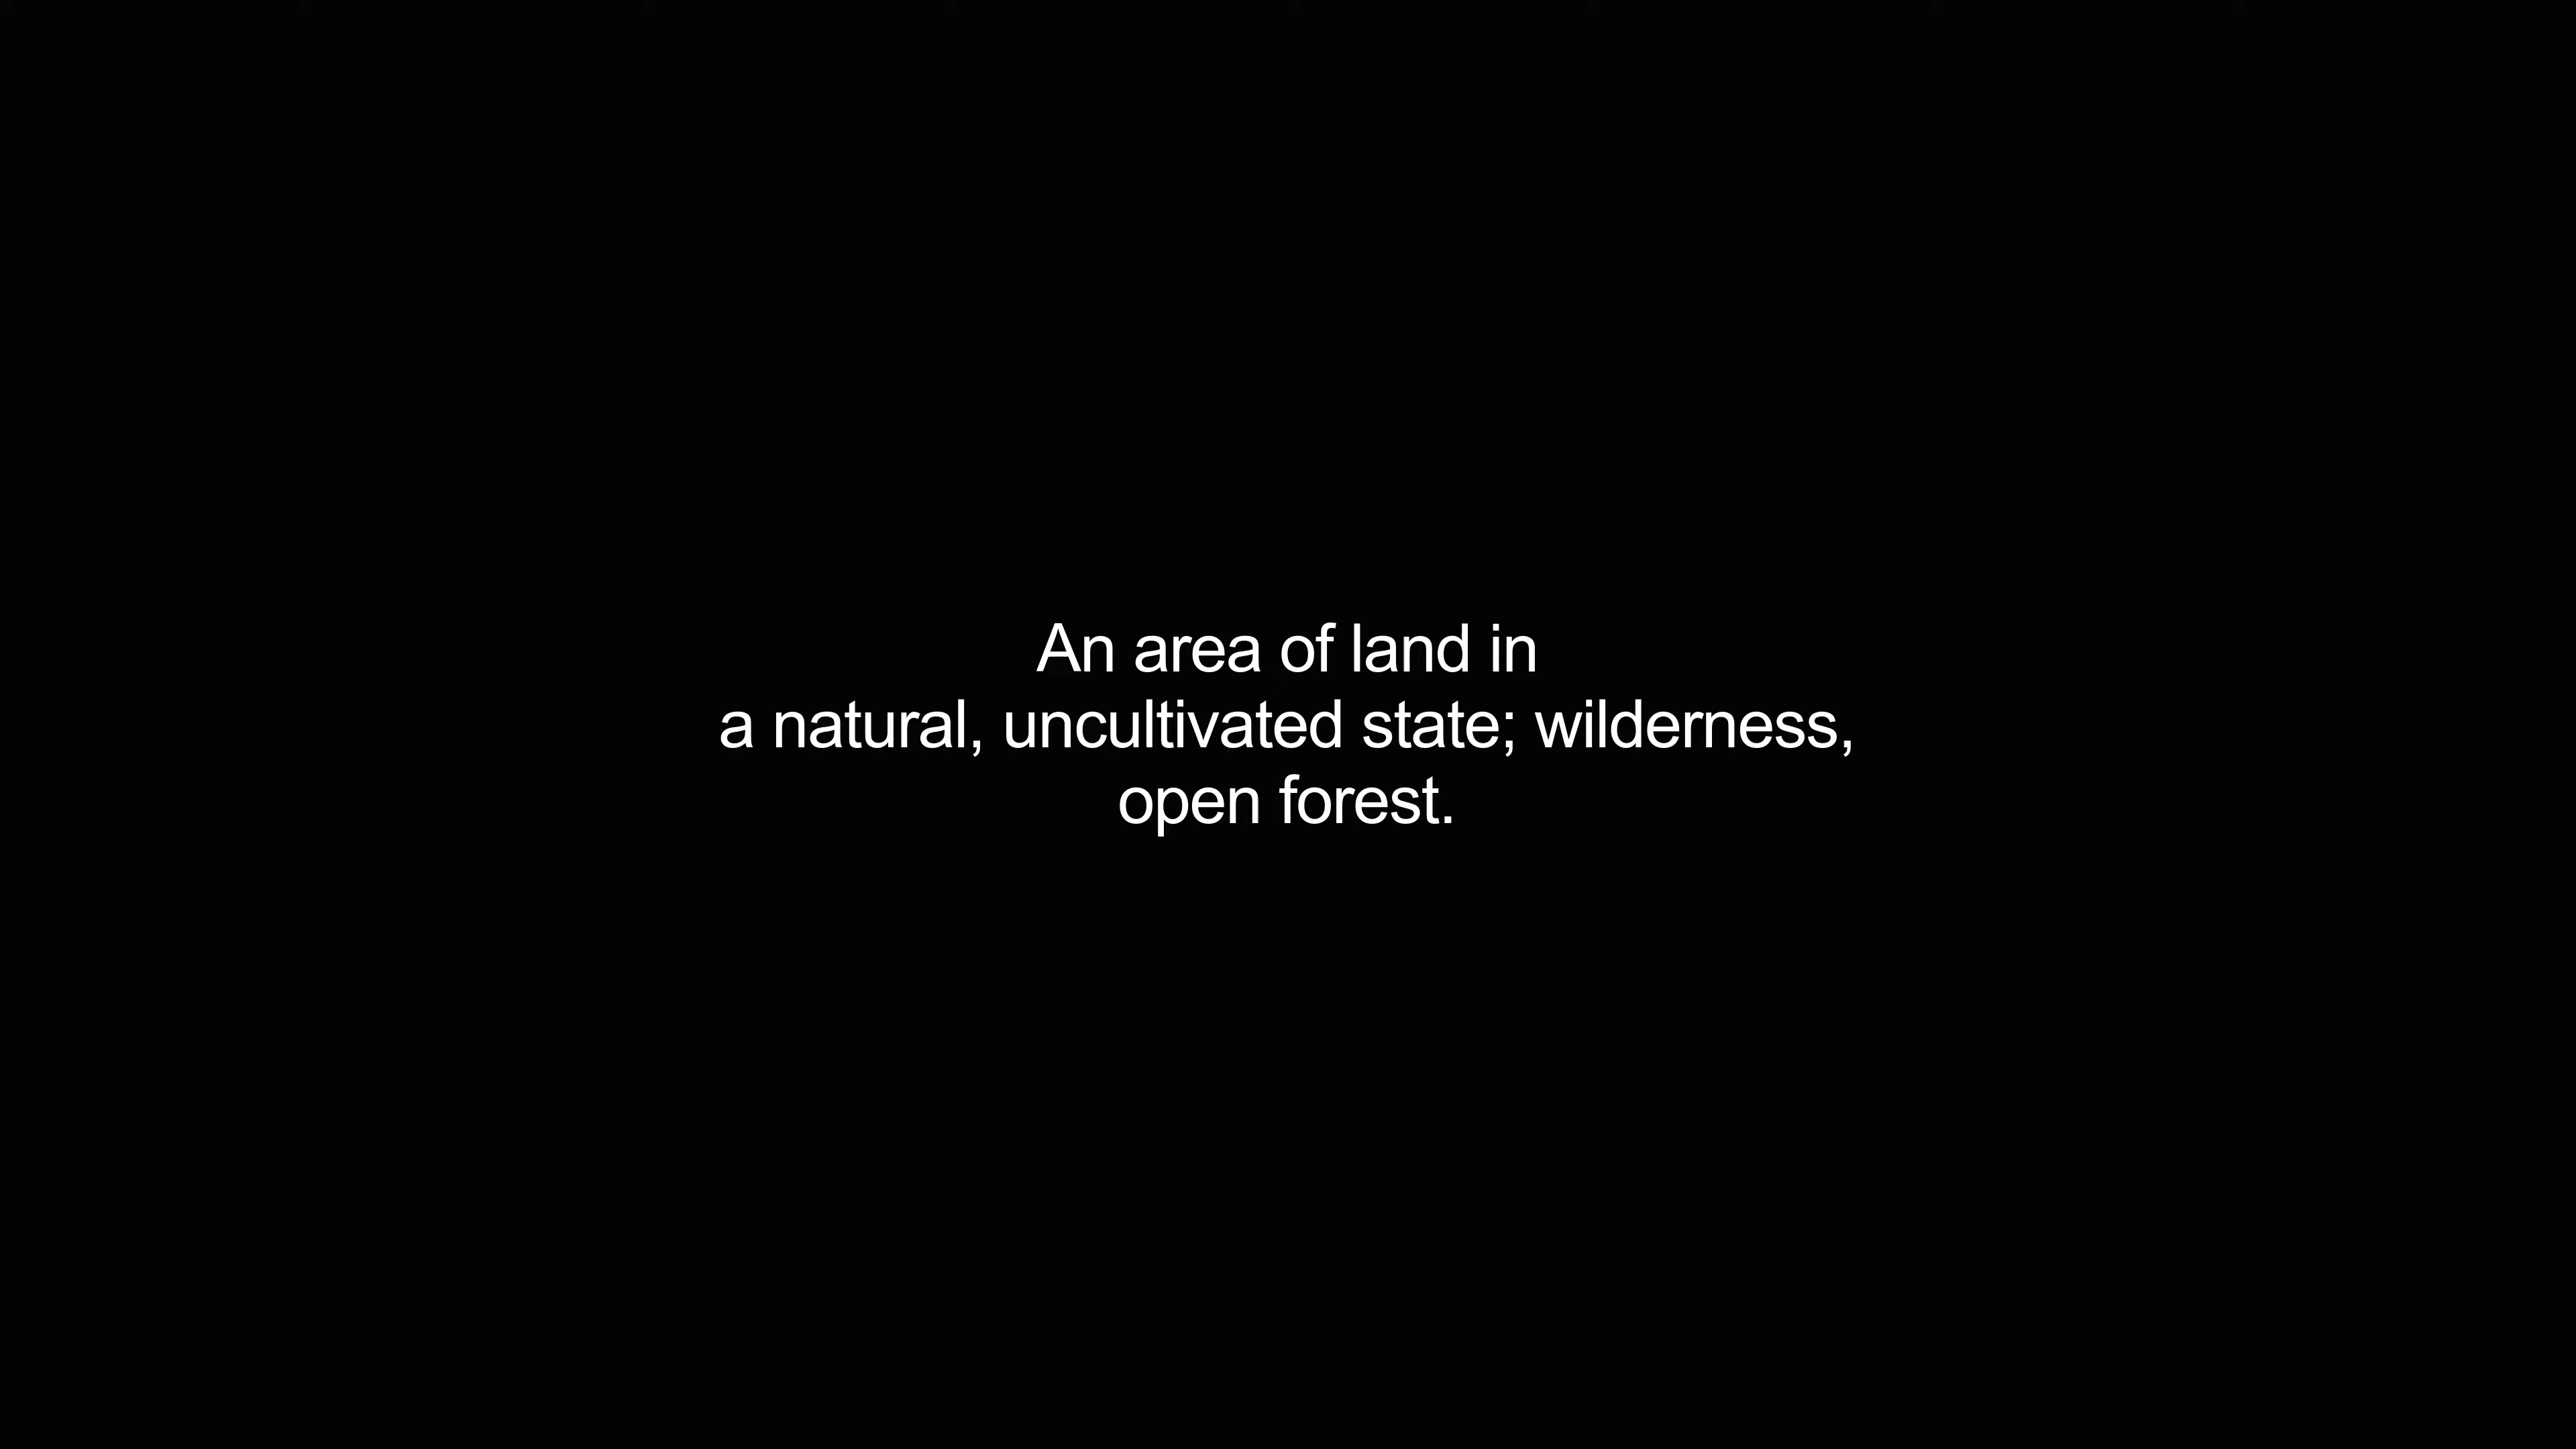 An area of land in
a natural, uncultivated state; wilderness,
open forest.